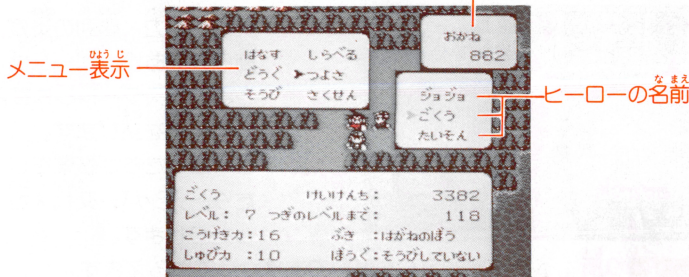 おかね
882
はなす しらべる
どうぐ ➤つよさ
そうび さくせん
メニュー表示
ひょうじ
ジョジョ
➤ごくう
たいそん
ヒーローの名前
なまえ
ごくう けいけんち: 3382
レベル: 7 つぎのレベルまで: 118
こうげき力:16 ぶき :はがねのぼう
しゅび力 :10 ぼうぐ:そうびしていない